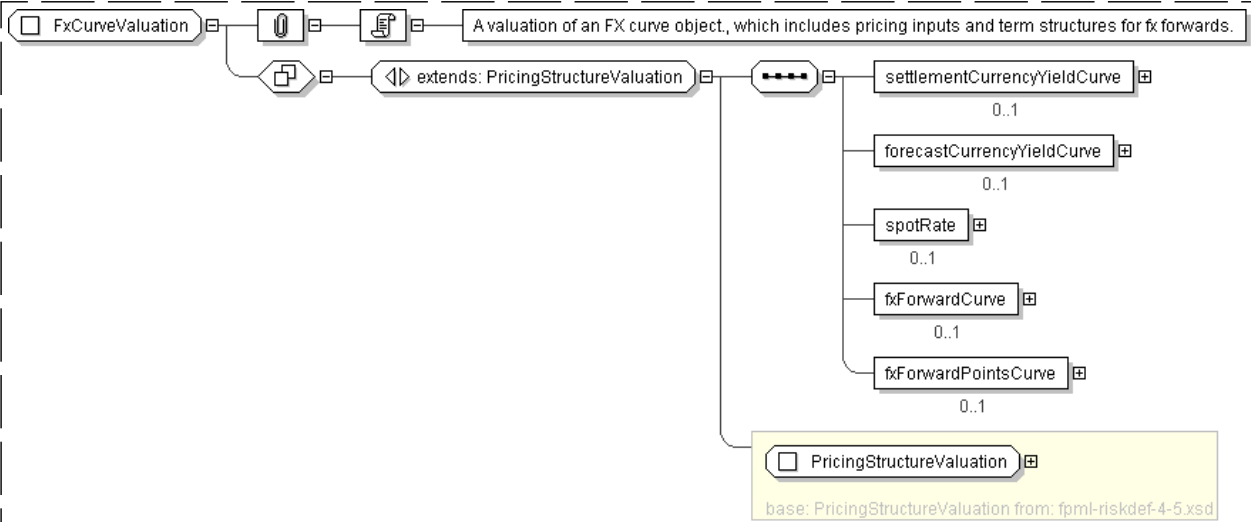 FxCurveValuation
A valuation of an FX curve object., which includes pricing inputs and term structures for fx forwards.
extends: PricingStructureValuation
settlementCurrencyYieldCurve
0..1
forecastCurrencyYieldCurve
0..1
spotRate
0..1
fxForwardCurve
0..1
fxForwardPointsCurve
0..1
PricingStructureValuation
base: PricingStructureValuation from: fpml-riskdef-4-5.xsd